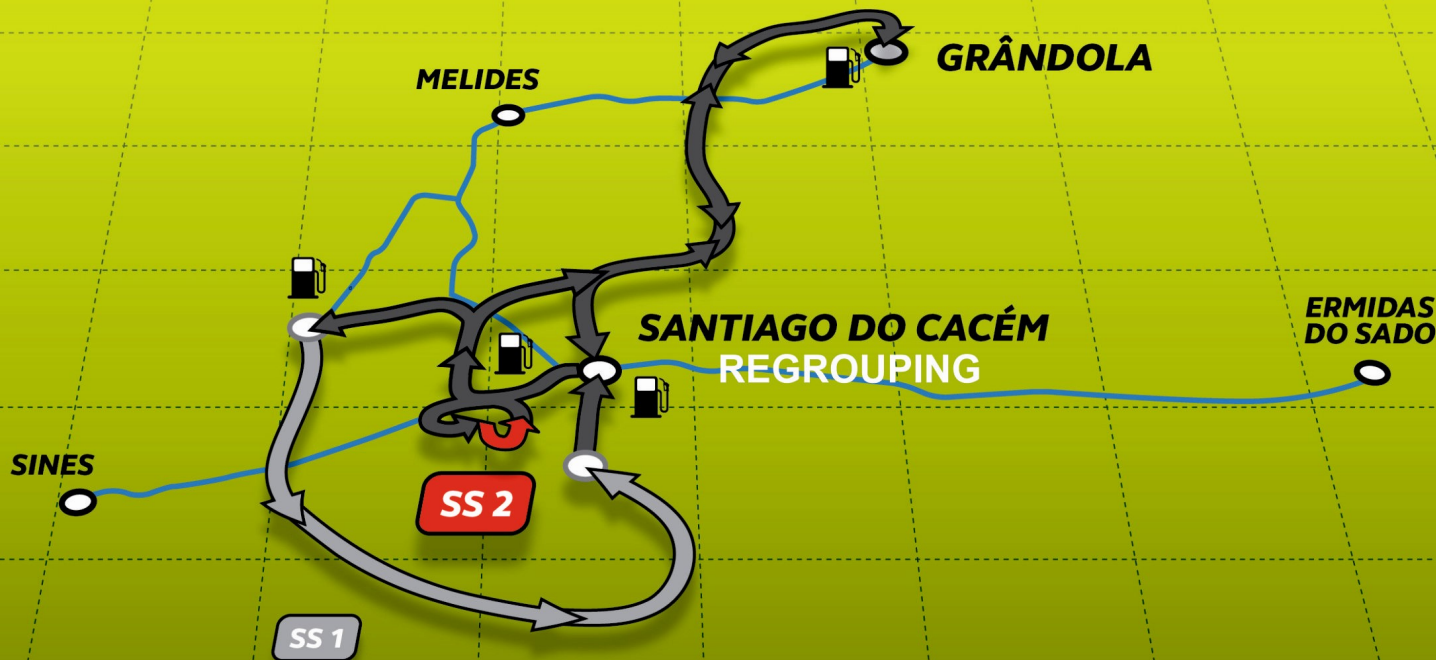 GRÂNDOLA
MELIDES
ERMIDAS
DO SADO
SANTIAGO DO CACÉM
REGROUPING
SINES
SS 2
SS 1